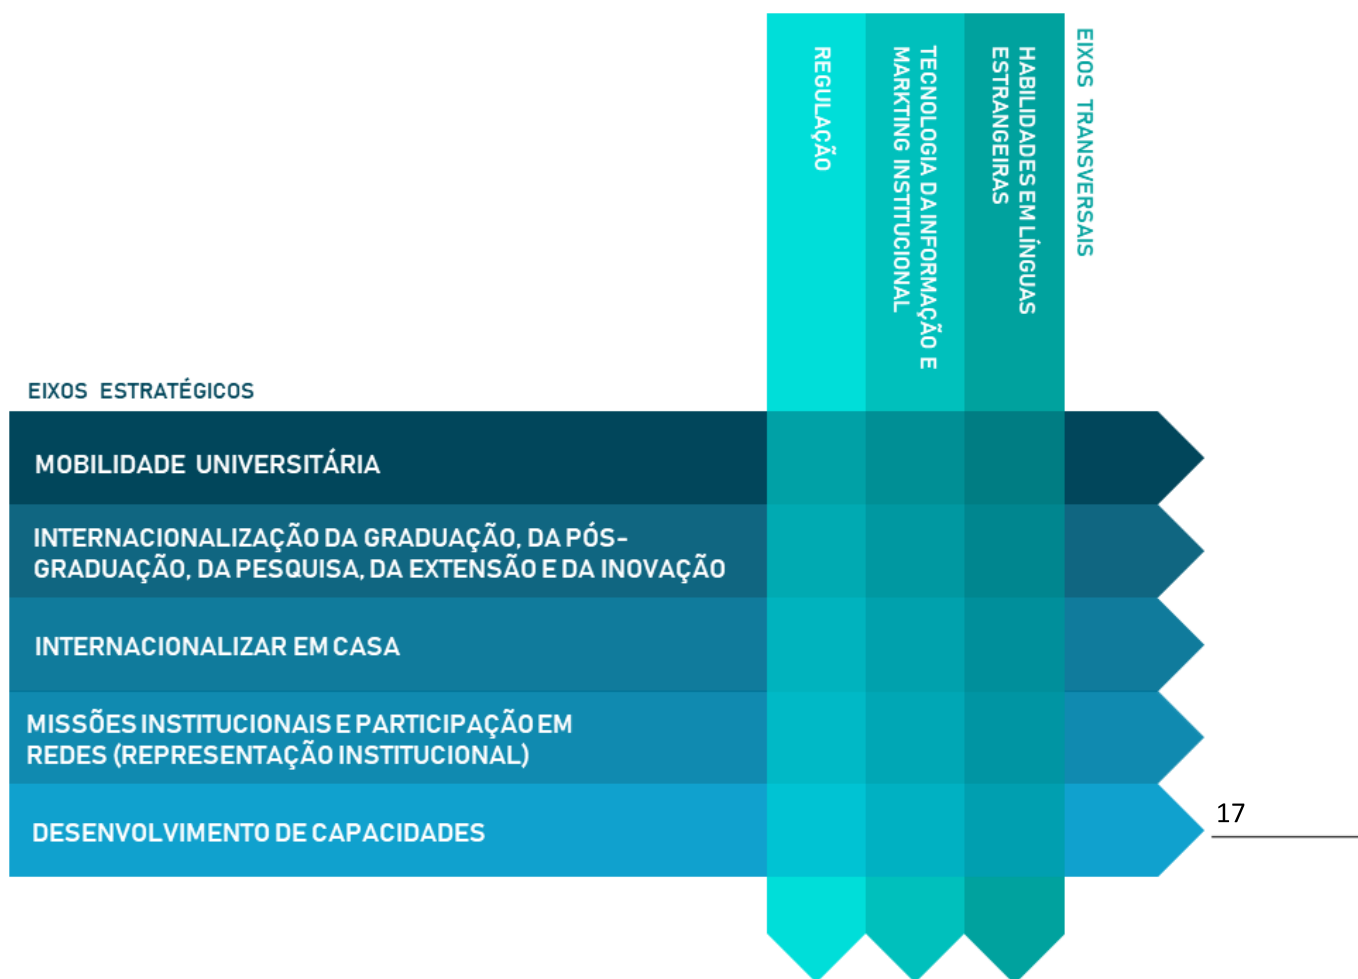 EIXOS TRANSVERSAIS
HABILIDADES EM LÍNGUAS
ESTRANGEIRAS
TECNOLOGIA DA INFORMAÇÃO E
MARKTING INSTITUCIONAL
REGULAÇÃO
EIXOS ESTRATÉGICOS
MOBILIDADE UNIVERSITÁRIA
INTERNACIONALIZAÇÃO DA GRADUAÇÃO, DA PÓS-
GRADUAÇÃO, DA PESQUISA, DA EXTENSÃO E DA INOVAÇÃO
INTERNACIONALIZAR EM CASA
MISSÕES INSTITUCIONAIS E PARTICIPAÇÃO EM
REDES (REPRESENTAÇÃO INSTITUCIONAL)
DESENVOLVIMENTO DE CAPACIDADES
17